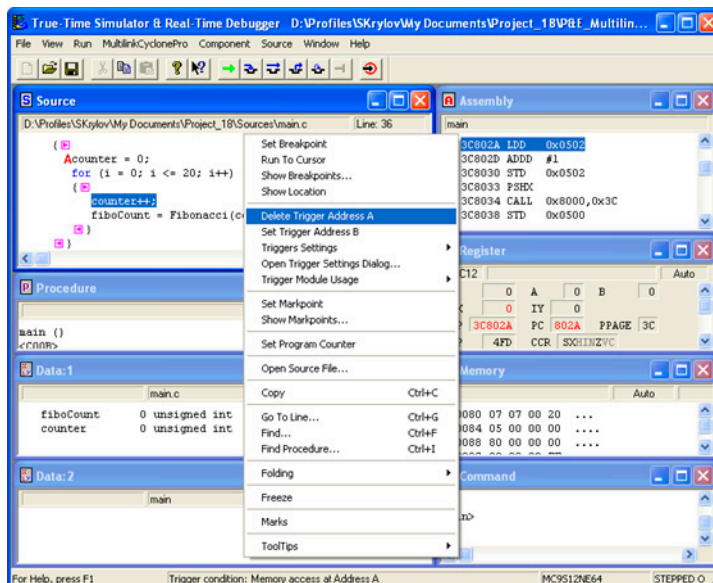 True-Time Simulator & Real-Time Debugger D:\Profiles\SKrylov\My Documents\Project_18\P&E_Multilin...
File View Run MultilinkCyclonePro Component Source Window Help
Source
D:\Profiles\SKrylov\My Documents\Project_18\Sources\main.c Line: 36
{
Acounter = 0;
for (i = 0; i <= 20; i++)
{
counter++;
fiboCount = Fibonacci(co
}
}
Assembly
main
3C802A LDD 0x0502
3C802D ADDD #1
3C8030 STD 0x0502
3C8033 PSHX
3C8034 CALL 0x8000,0x3C
3C8038 STD 0x0500
Set Breakpoint
Run To Cursor
Show Breakpoints...
Show Location
Delete Trigger Address A
Set Trigger Address B
Triggers Settings
Open Trigger Settings Dialog...
Trigger Module Usage
Set Markpoint
Show Markpoints...
Set Program Counter
Open Source File...
Copy Ctrl+C
Go To Line... Ctrl+G
Find... Ctrl+F
Find Procedure... Ctrl+I
Folding
Freeze
Marks
ToolTips
Register
C12 Auto
0 A 0 B 0
0 IY 0
3C802A PC 802A PPAGE 3C
4FD CCR SXHINZVC
Procedure
main ()
Data:1
main.c
fiboCount 0 unsigned int
counter 0 unsigned int
Memory
Auto
0080 07 07 00 20 ....
0084 05 00 00 00 ....
0088 80 00 00 00 ....
Data:2
main
Command
in>
For Help, press F1 Trigger condition: Memory access at Address A MC9S12NE64 STEPPED O